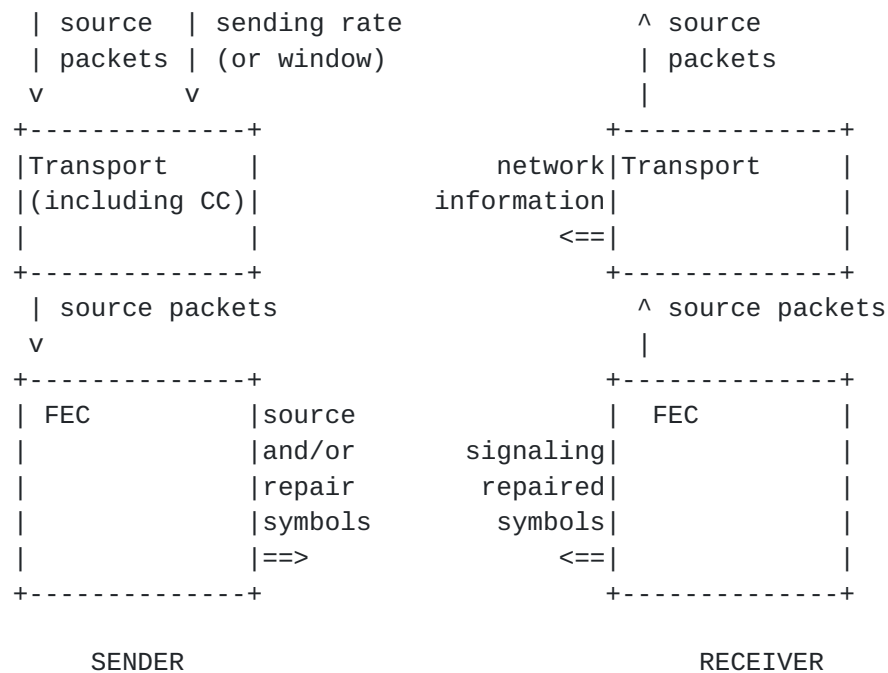 | source  | sending rate                ^ source
| packets | (or window)                 | packets
v         v                             |
+--------------+                      +--------------+
|Transport     |               network|Transport     |
|(including CC)|           information|              |
|              |                   <==|              |
+--------------+                      +--------------+
| source packets                        ^ source packets
v                                       |
+--------------+                      +--------------+
| FEC          |source                |  FEC         |
|              |and/or       signaling|              |
|              |repair        repaired|              |
|              |symbols        symbols|              |
|              |==>                <==|              |
+--------------+                      +--------------+
SENDER                                  RECEIVER